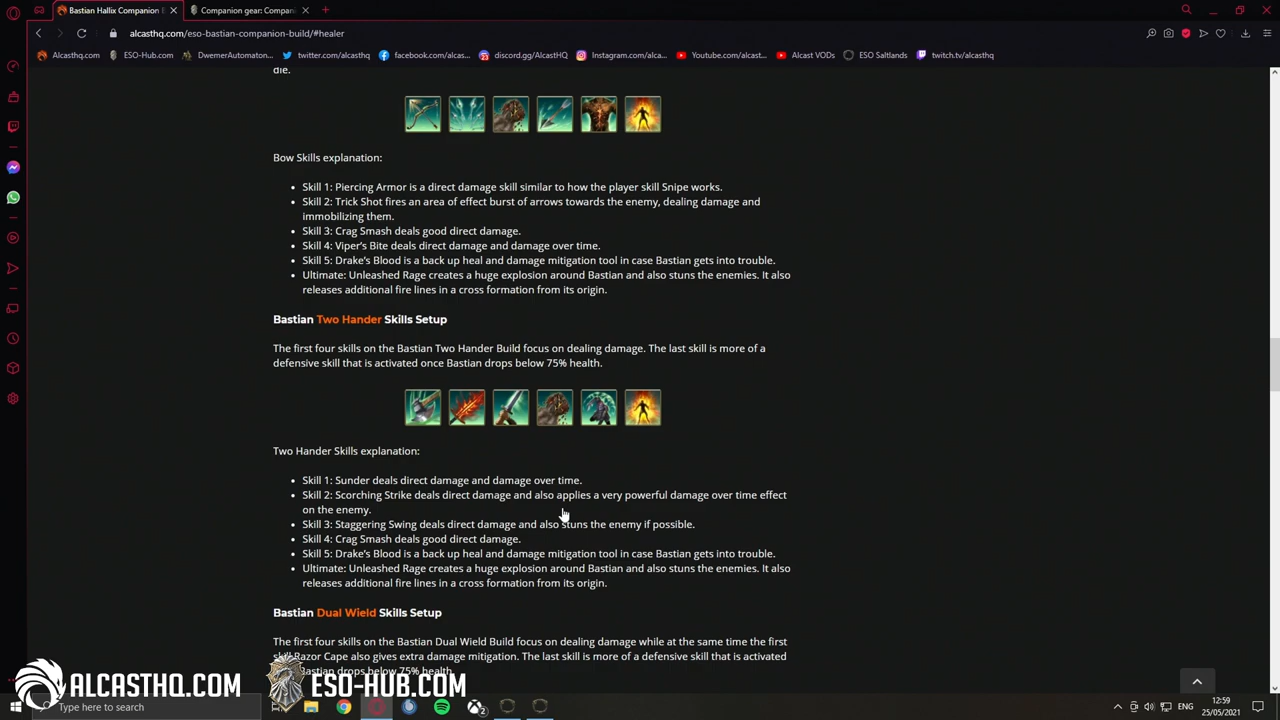 Bastian Hallix Companion
Companion gear: Compan
alcasthq.com/eso-bastian-companion-build/#healer
Alcasthq.com
ESO-Hub.com
DwemerAutomaton...
twitter.com/alcasthq
facebook.com/alcas...
discord.gg/AlcastHQ
Instagram.com/alca...
Youtube.com/alcast...
Alcast VODs
ESO Saltlands
twitch.tv/alcasthq
die.
Bow Skills explanation:
• Skill 1: Piercing Armor is a direct damage skill similar to how the player skill Snipe works.
• Skill 2: Trick Shot fires an area of effect burst of arrows towards the enemy, dealing damage and
immobilizing them.
• Skill 3: Crag Smash deals good direct damage.
• Skill 4: Viper's Bite deals direct damage and damage over time.
• Skill 5: Drake's Blood is a back up heal and damage mitigation tool in case Bastian gets into trouble.
• Ultimate: Unleashed Rage creates a huge explosion around Bastian and also stuns the enemies. It also
releases additional fire lines in a cross formation from its origin.
Bastian Two Hander Skills Setup
The first four skills on the Bastian Two Hander Build focus on dealing damage. The last skill is more of a
defensive skill that is activated once Bastian drops below 75% health.
Two Hander Skills explanation:
• Skill 1: Sunder deals direct damage and damage over time.
• Skill 2: Scorching Strike deals direct damage and also applies a very powerful damage over time effect
on the enemy.
• Skill 3: Staggering Swing deals direct damage and also stuns the enemy if possible.
• Skill 4: Crag Smash deals good direct damage.
• Skill 5: Drake's Blood is a back up heal and damage mitigation tool in case Bastian gets into trouble.
• Ultimate: Unleashed Rage creates a huge explosion around Bastian and also stuns the enemies. It also
releases additional fire lines in a cross formation from its origin.
Bastian Dual Wield Skills Setup
The first four skills on the Bastian Dual Wield Build focus on dealing damage while at the same time the first
skill Razor Cape also gives extra damage mitigation. The last skill is more of a defensive skill that is activated
Bastian drops below 75% health.
ALCASTHQ.COM
ESO-HUB.COM
Type here to search
2
ENG
12:59
25/05/2021